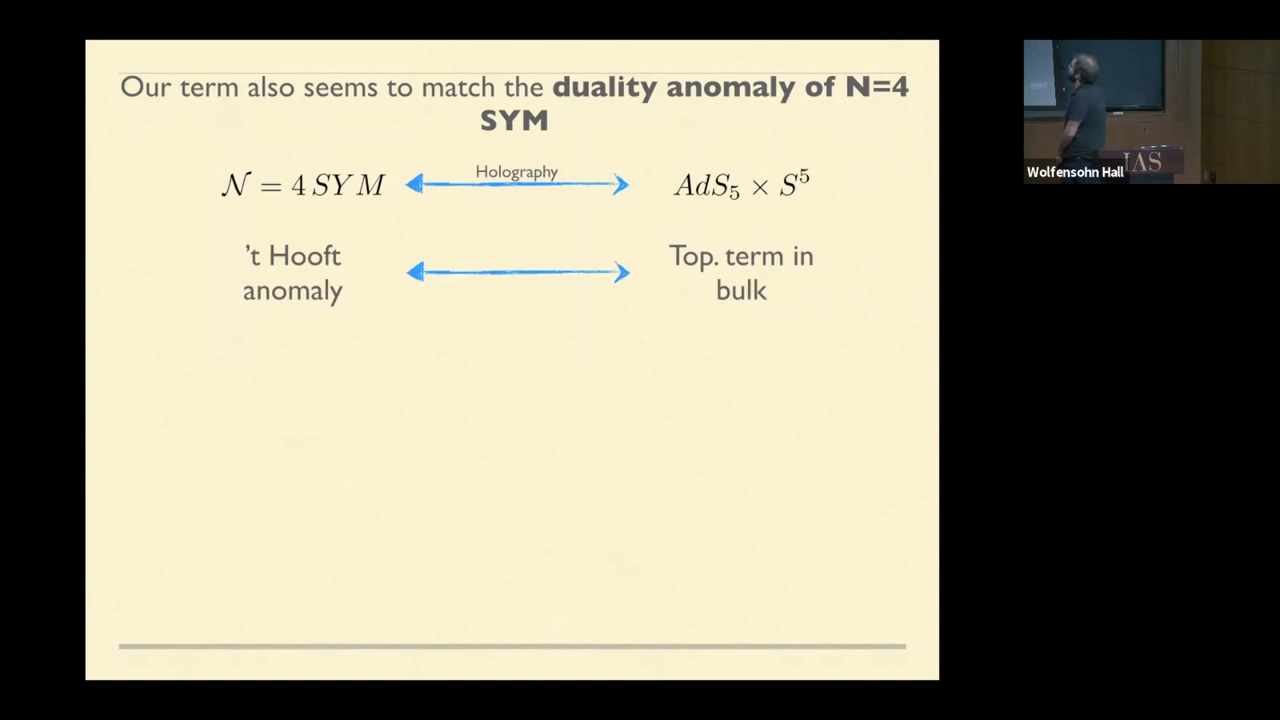 Our term also seems to match the duality anomaly of N=4
SYM
Holography
𝒩 = 4 SYM
AdS₅ × S⁵
't Hooft
anomaly
Top. term in
bulk
IAS
Wolfensohn Hall